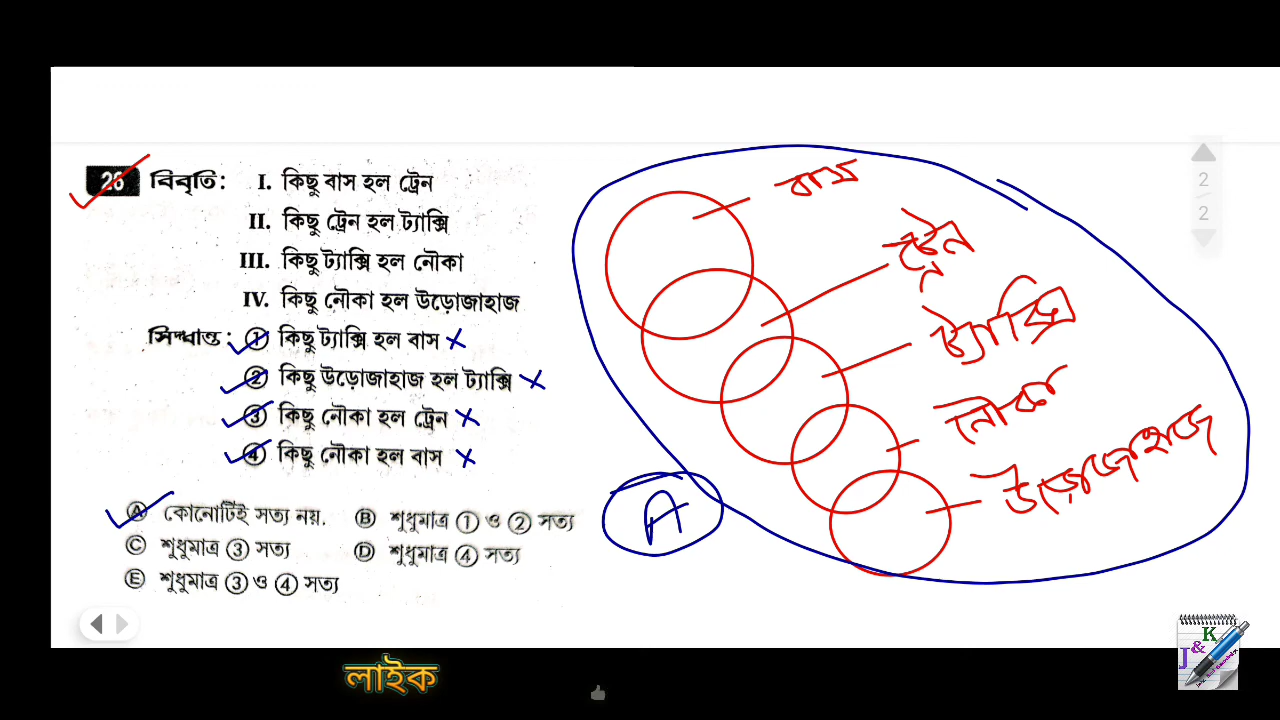 26 বিবৃতি: I. কিছু বাস হল ট্রেন
II. কিছু ট্রেন হল ট্যাক্সি
III. কিছু ট্যাক্সি হল নৌকা
IV. কিছু নৌকা হল উড়োজাহাজ
সিদ্ধান্ত: ① কিছু ট্যাক্সি হল বাস
② কিছু উড়োজাহাজ হল ট্যাক্সি
③ কিছু নৌকা হল ট্রেন
④ কিছু নৌকা হল বাস
Ⓐ কোনোটিই সত্য নয়. Ⓑ শুধুমাত্র ① ও ② সত্য
Ⓒ শুধুমাত্র ③ সত্য Ⓓ শুধুমাত্র ④ সত্য
Ⓔ শুধুমাত্র ③ ও ④ সত্য
বাস
ট্রেন
ট্যাক্সি
নৌকা
উড়োজাহাজ
A
2
2
J & K
লাইক